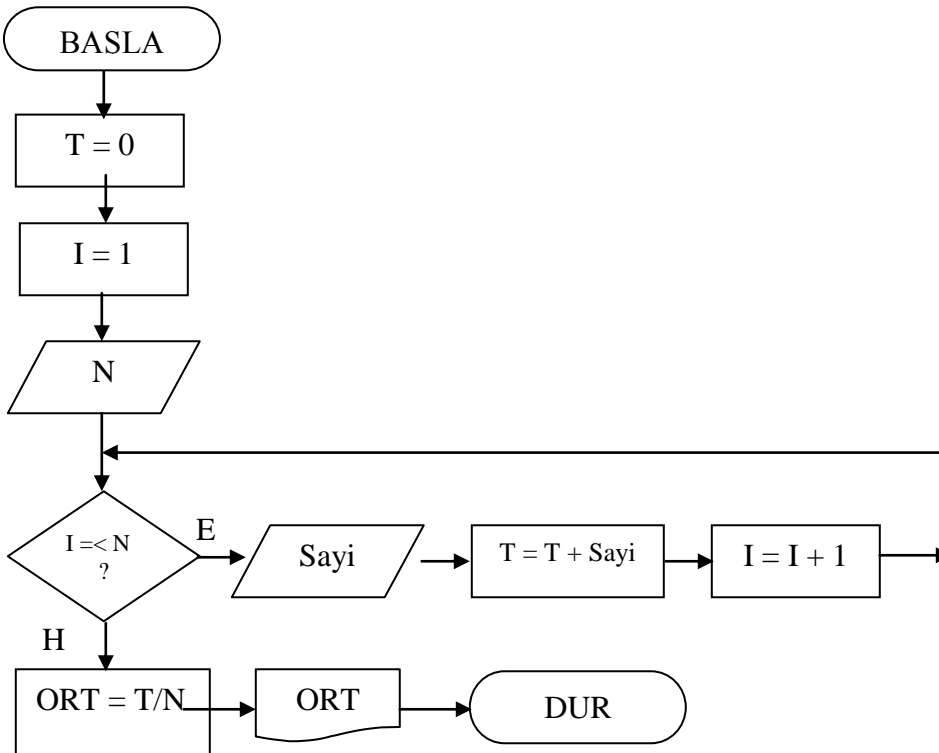 BASLA
T = 0
I = 1
N
I =< N
?
E
Sayi
T = T + Sayi
I = I + 1
H
ORT = T/N
ORT
DUR